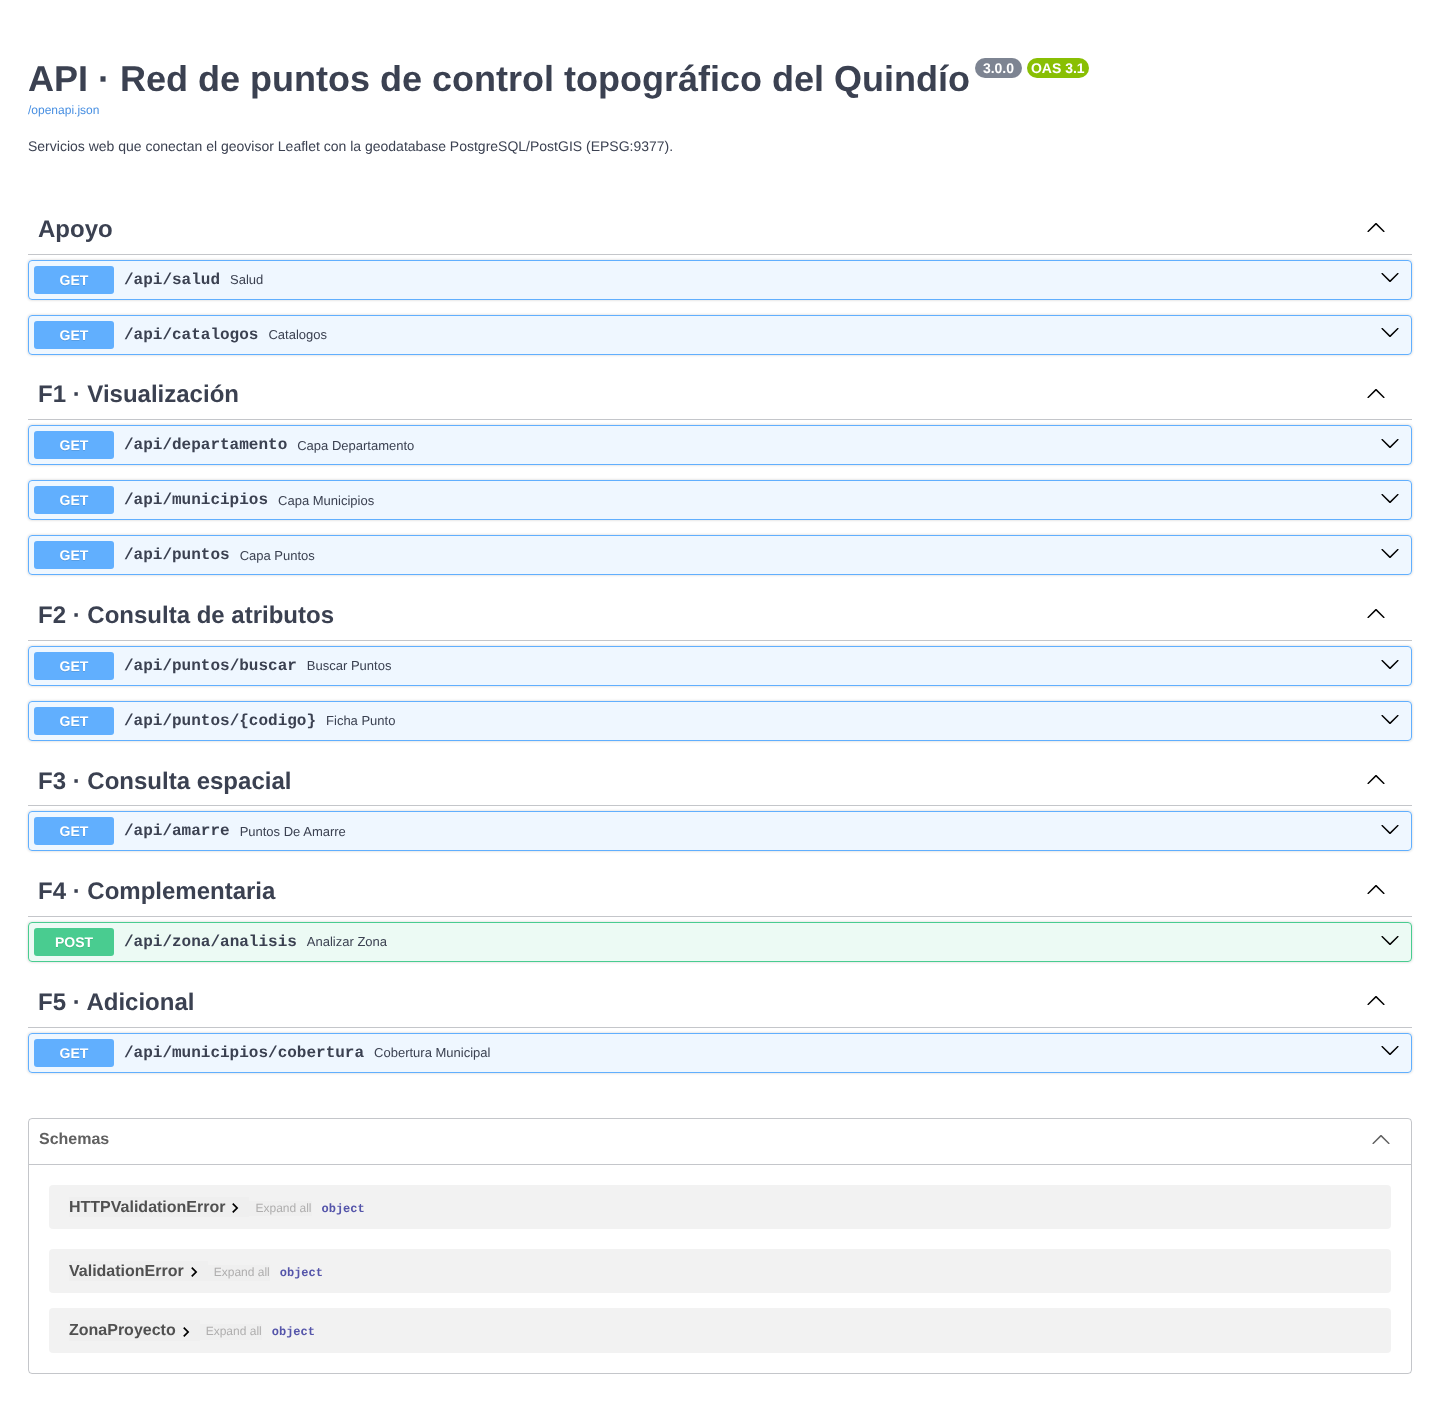 API · Red de puntos de control topográfico del Quindío 3.0.0 OAS 3.1
/openapi.json
Servicios web que conectan el geovisor Leaflet con la geodatabase PostgreSQL/PostGIS (EPSG:9377).
Apoyo
GET /api/salud Salud
GET /api/catalogos Catalogos
F1 · Visualización
GET /api/departamento Capa Departamento
GET /api/municipios Capa Municipios
GET /api/puntos Capa Puntos
F2 · Consulta de atributos
GET /api/puntos/buscar Buscar Puntos
GET /api/puntos/{codigo} Ficha Punto
F3 · Consulta espacial
GET /api/amarre Puntos De Amarre
F4 · Complementaria
POST /api/zona/analisis Analizar Zona
F5 · Adicional
GET /api/municipios/cobertura Cobertura Municipal
Schemas
HTTPValidationError Expand all object
ValidationError Expand all object
ZonaProyecto Expand all object